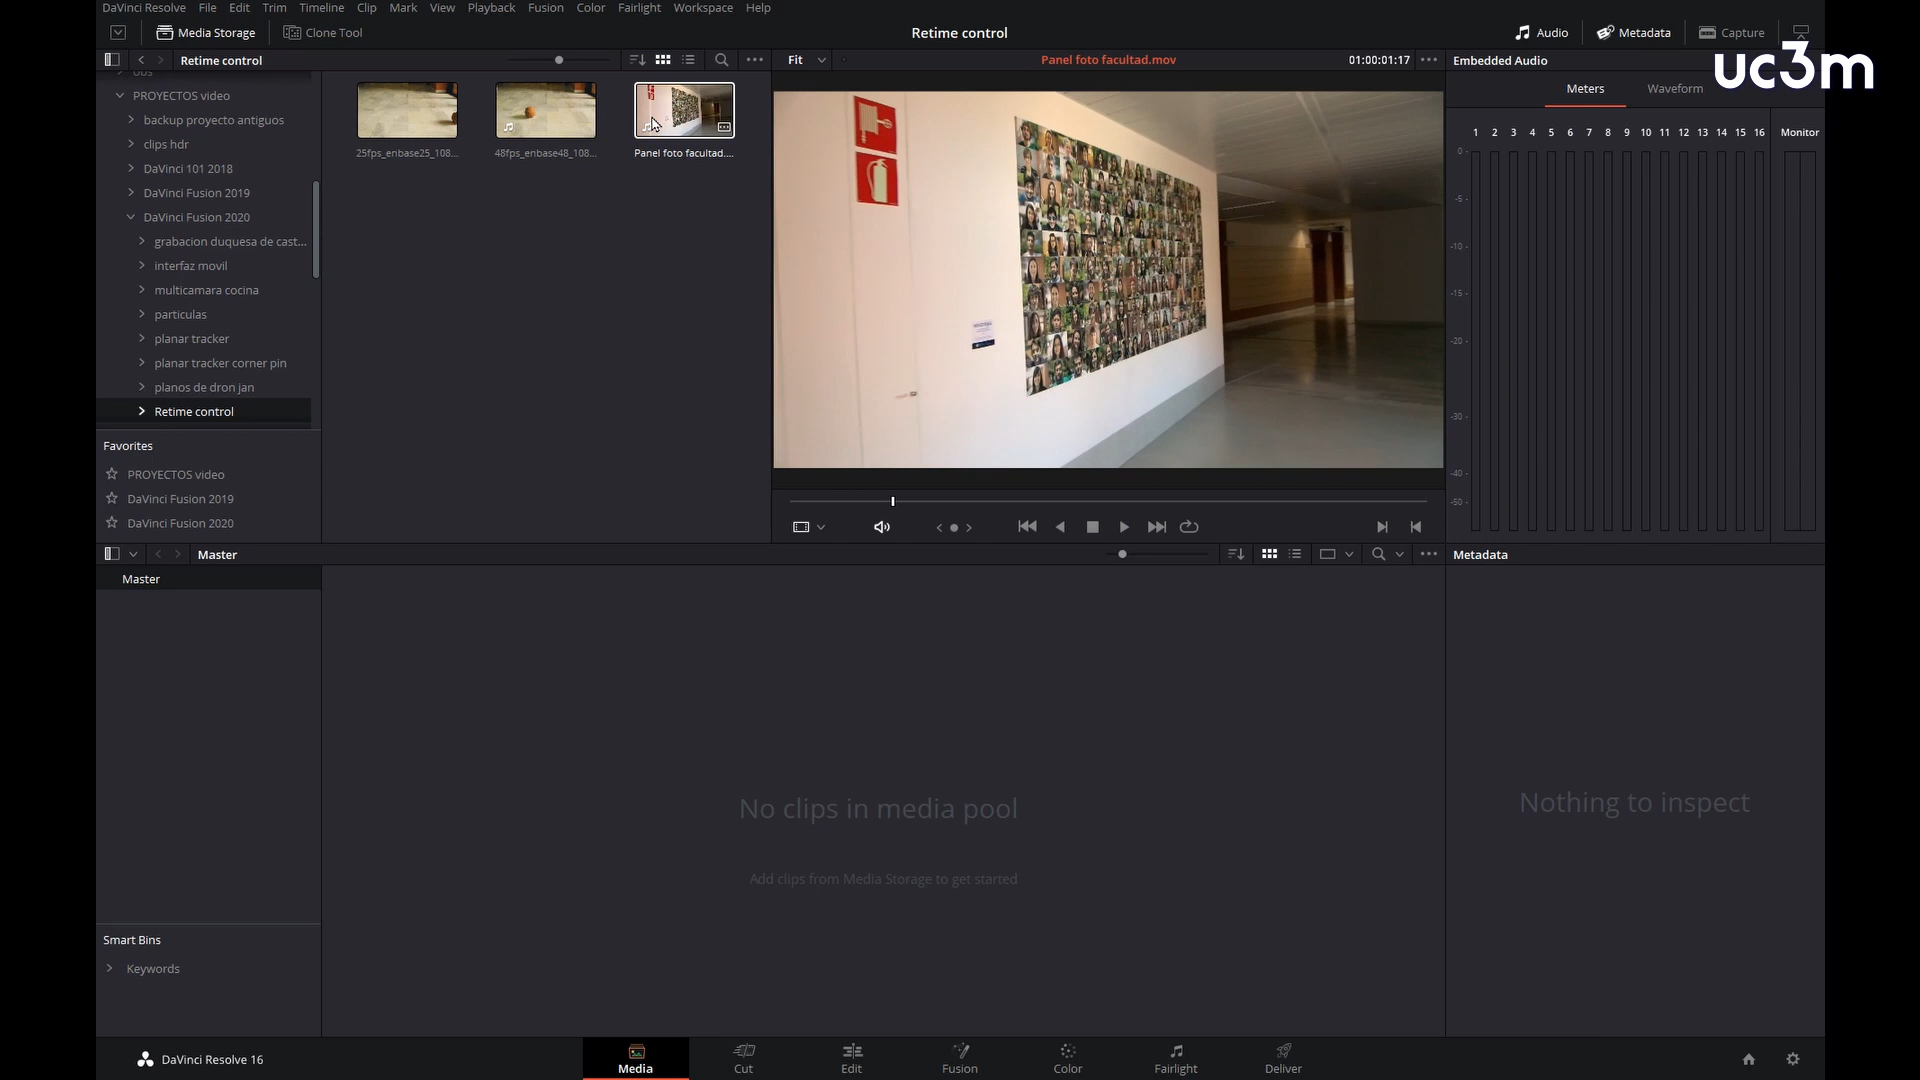 DaVinci Resolve File Edit Trim Timeline Clip Mark View Playback Fusion Color Fairlight Workspace Help
Media Storage Clone Tool Retime control Audio Metadata Capture
uc3m
Retime control Fit Panel foto facultad.mov 01:00:01:17 Embedded Audio
obs
PROYECTOS video
backup proyecto antiguos
clips hdr
DaVinci 101 2018
DaVinci Fusion 2019
DaVinci Fusion 2020
grabacion duquesa de cast...
interfaz movil
multicamara cocina
particulas
planar tracker
planar tracker corner pin
planos de dron jan
Retime control
Favorites
PROYECTOS video
DaVinci Fusion 2019
DaVinci Fusion 2020
25fps_enbase25_108... 48fps_enbase48_108... Panel foto facultad....
Meters Waveform
1 2 3 4 5 6 7 8 9 10 11 12 13 14 15 16 Monitor
0
-5
-10
-15
-20
-30
-40
-50
Master Metadata
Master
No clips in media pool
Add clips from Media Storage to get started
Nothing to inspect
Smart Bins
Keywords
DaVinci Resolve 16
Media Cut Edit Fusion Color Fairlight Deliver